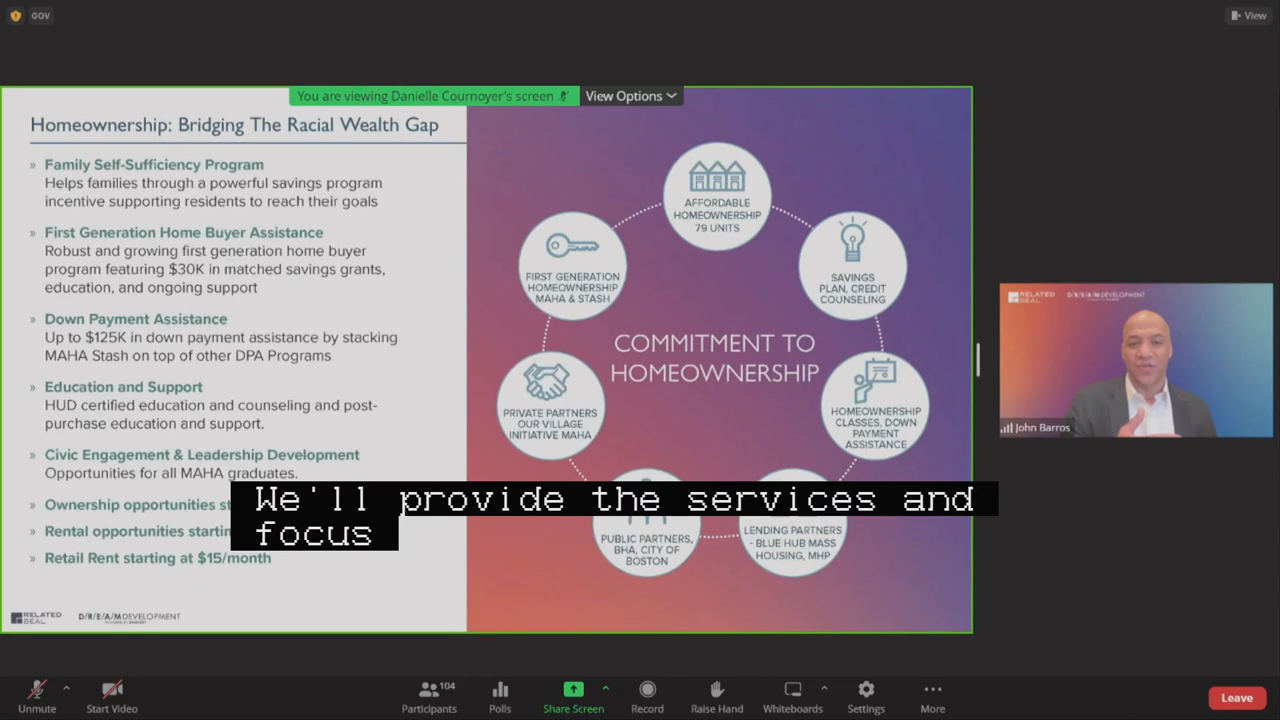 GOV
View
You are viewing Danielle Cournoyer's screen
View Options
Homeownership: Bridging The Racial Wealth Gap
» Family Self-Sufficiency Program
Helps families through a powerful savings program
incentive supporting residents to reach their goals
» First Generation Home Buyer Assistance
Robust and growing first generation home buyer
program featuring $30K in matched savings grants,
education, and ongoing support
» Down Payment Assistance
Up to $125K in down payment assistance by stacking
MAHA Stash on top of other DPA Programs
» Education and Support
HUD certified education and counseling and post-
purchase education and support.
» Civic Engagement & Leadership Development
Opportunities for all MAHA graduates.
» Ownership opportunities
» Rental opportunities
» Retail Rent starting at $15/month
RELATED
BEAL
D/R/E/A/M DEVELOPMENT
AFFORDABLE
HOMEOWNERSHIP
79 UNITS
SAVINGS
PLAN, CREDIT
COUNSELING
HOMEOWNERSHIP
CLASSES, DOWN
PAYMENT
ASSISTANCE
LENDING PARTNERS
- BLUE HUB MASS
HOUSING, MHP
PUBLIC PARTNERS,
BHA, CITY OF
BOSTON
PRIVATE PARTNERS
OUR VILLAGE
INITIATIVE MAHA
FIRST GENERATION
HOMEOWNERSHIP
MAHA & STASH
COMMITMENT TO
HOMEOWNERSHIP
We'll provide the services and
focus
RELATED BEAL
D/R/E/A/M DEVELOPMENT
John Barros
Unmute
Start Video
104
Participants
Polls
Share Screen
Record
Raise Hand
Whiteboards
Settings
More
Leave